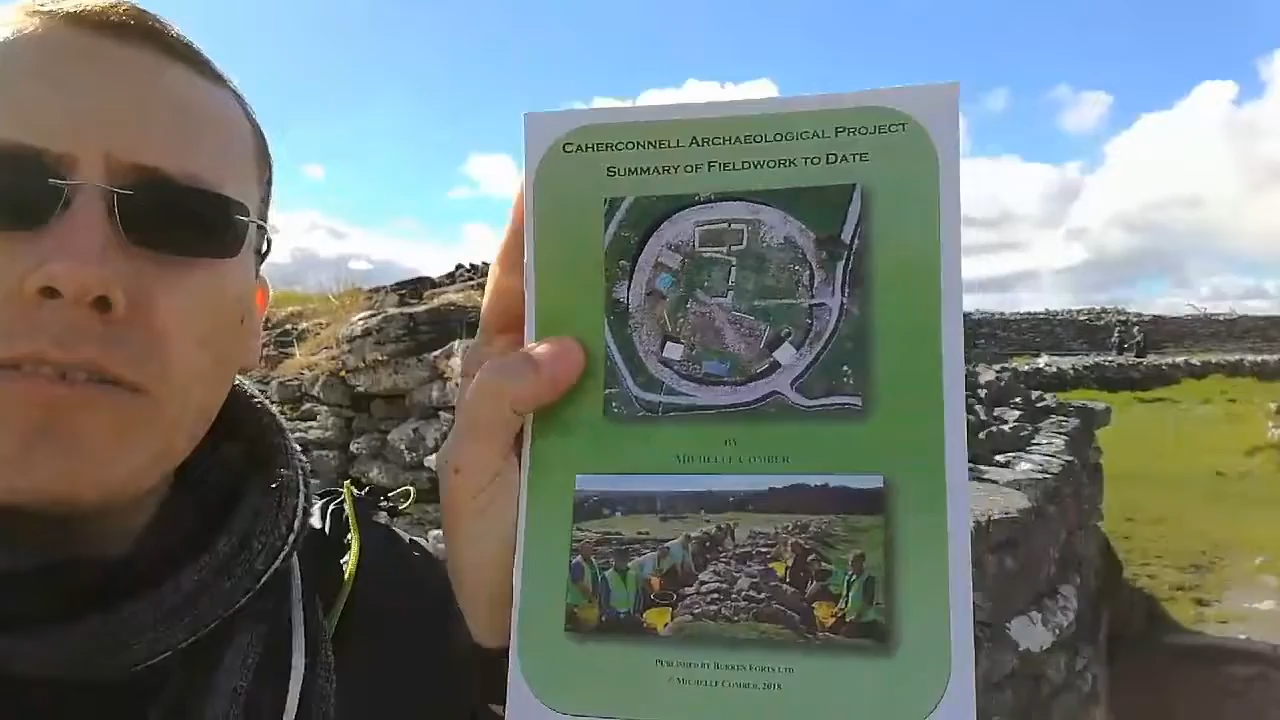 CAHERCONNELL ARCHAEOLOGICAL PROJECT
SUMMARY OF FIELDWORK TO DATE
BY
MICHELLE COMBER
PUBLISHED BY BURREN FORTS LTD
© MICHELLE COMBER, 2018